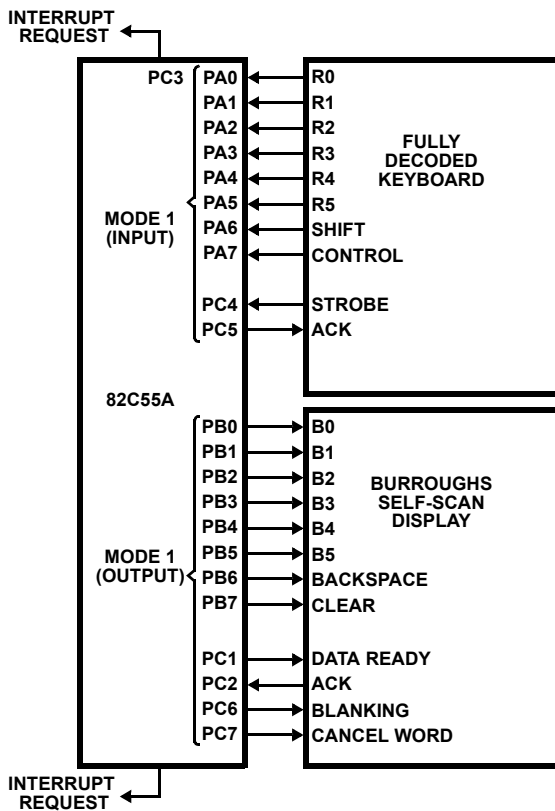 INTERRUPT
REQUEST
PC3 PA0 R0
PA1 R1
PA2 R2
PA3 R3
PA4 R4
PA5 R5
PA6 SHIFT
PA7 CONTROL
MODE 1
(INPUT)
FULLY
DECODED
KEYBOARD
PC4 STROBE
PC5 ACK
82C55A
PB0 B0
PB1 B1
PB2 B2
PB3 B3
PB4 B4
PB5 B5
PB6 BACKSPACE
PB7 CLEAR
MODE 1
(OUTPUT)
BURROUGHS
SELF-SCAN
DISPLAY
PC1 DATA READY
PC2 ACK
PC6 BLANKING
PC7 CANCEL WORD
INTERRUPT
REQUEST